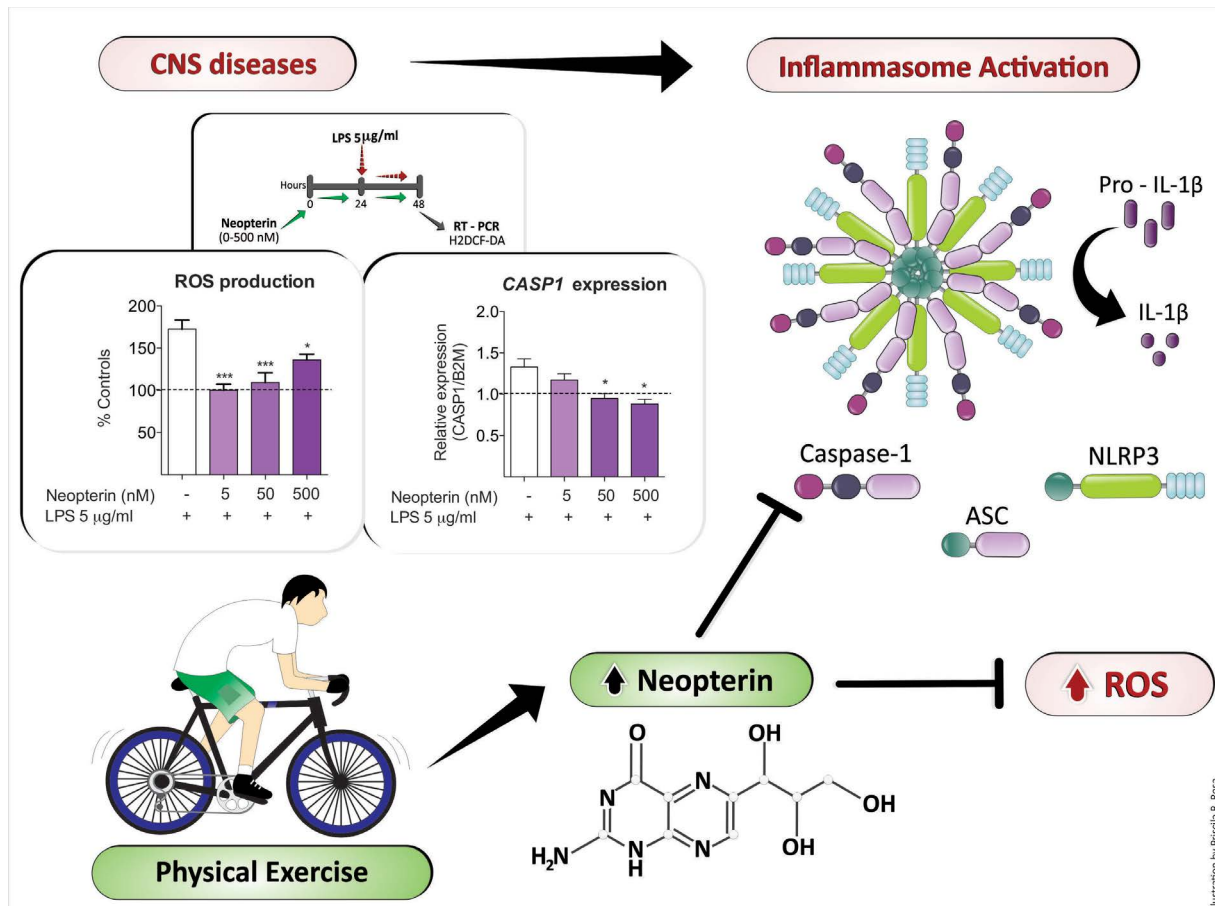 CNS diseases
Inflammasome Activation
LPS 5µg/ml
Hours
0 24 48
Neopterin
(0-500 nM)
RT - PCR
H2DCF-DA
ROS production
200
150
100
50
% Controls
***
***
*
Neopterin (nM) - 5 50 500
LPS 5 µg/ml + + + +
CASP1 expression
2.0
1.5
1.0
0.5
Relative expression
(CASP1/B2M)
*
*
Neopterin (nM) - 5 50 500
LPS 5 µg/ml + + + +
Pro - IL-1β
IL-1β
Caspase-1
NLRP3
ASC
Neopterin
ROS
O
OH
N
N
OH
H₂N
N
H
N
OH
Physical Exercise